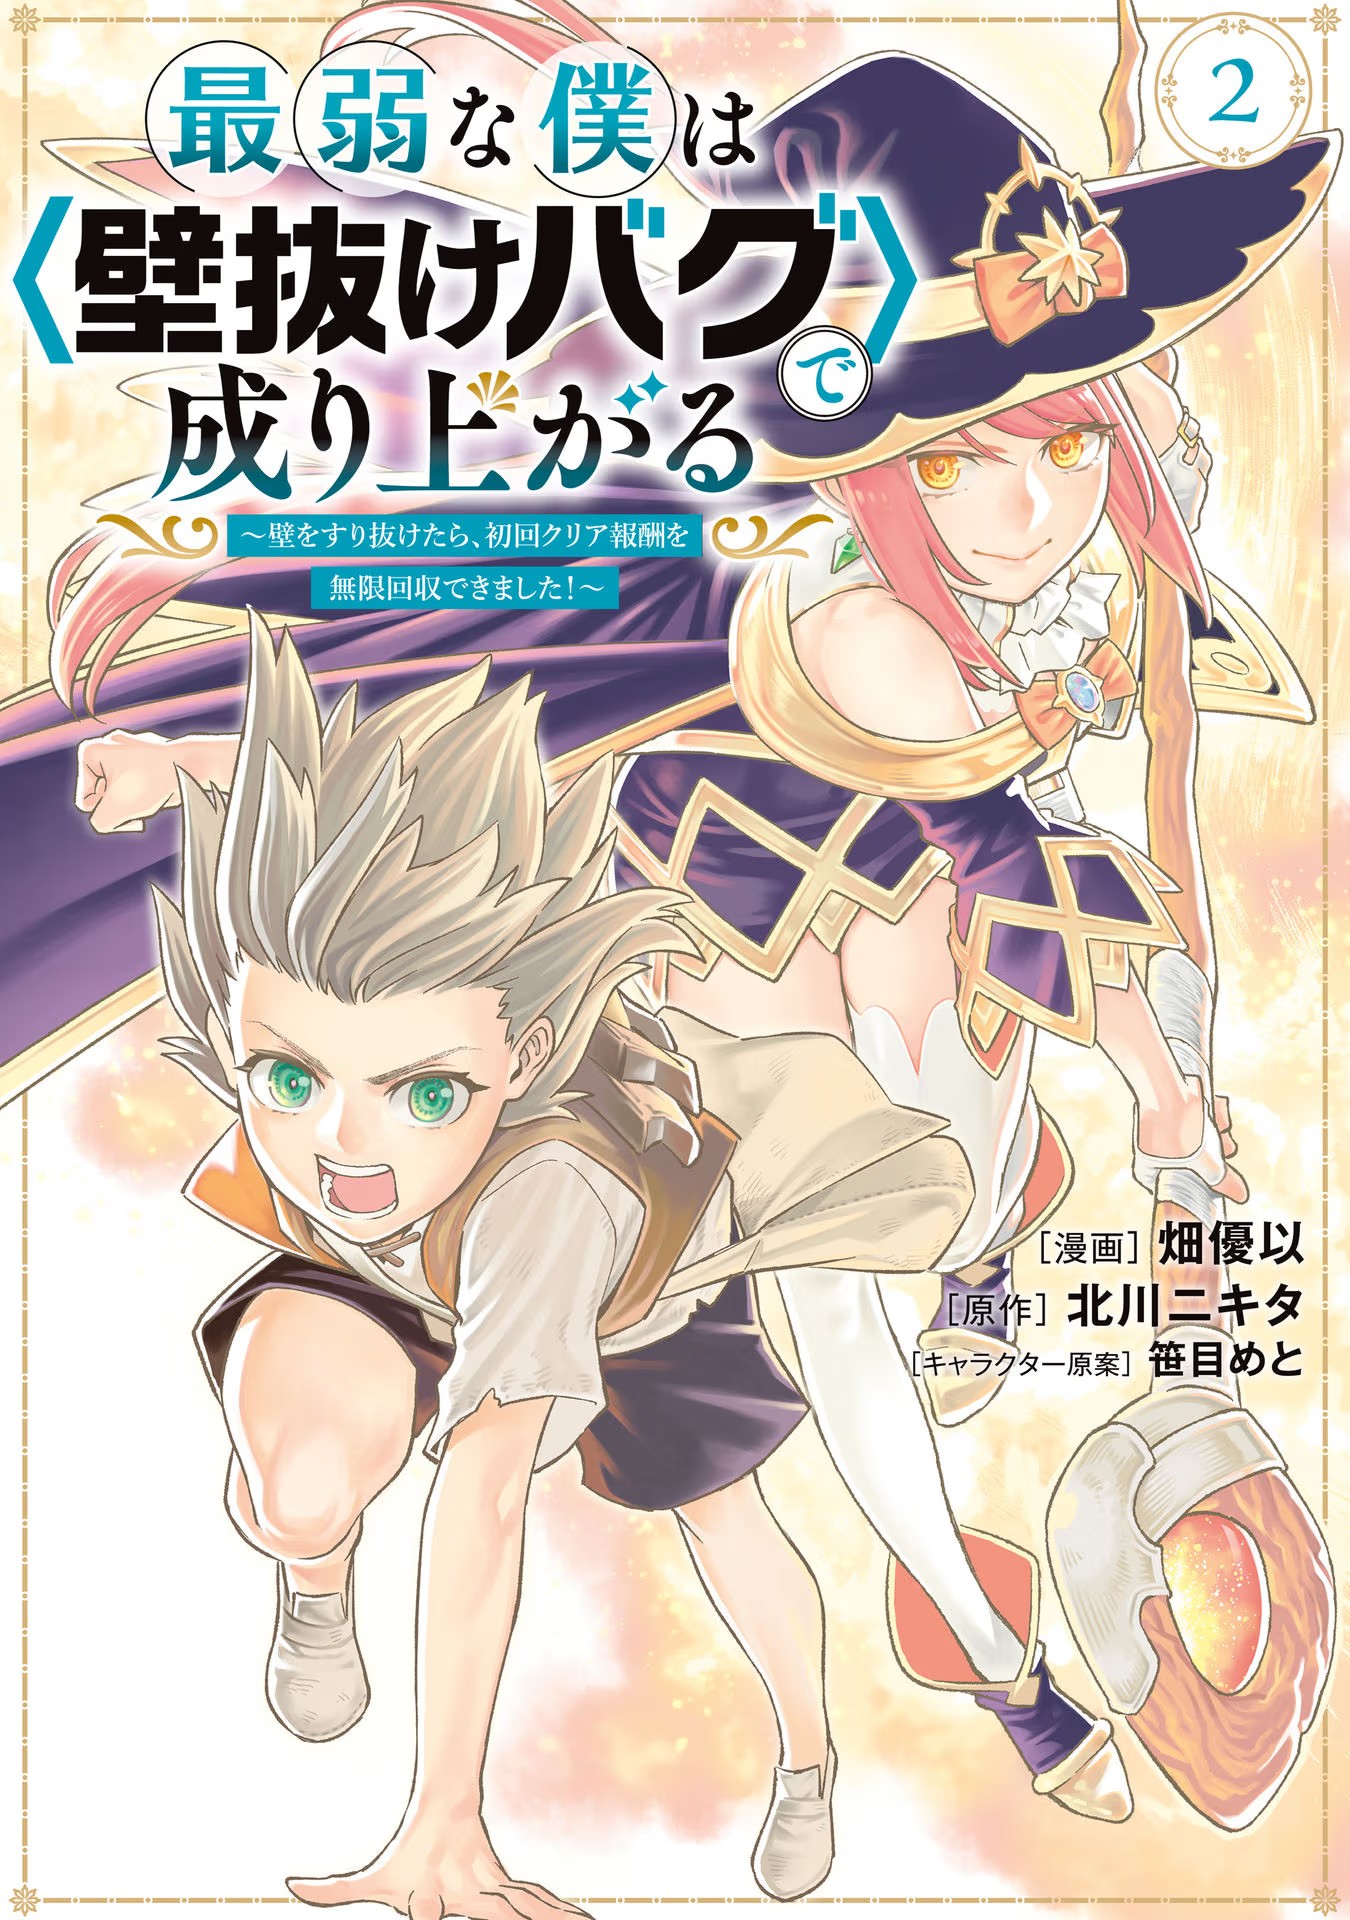 最弱な僕は
〈壁抜けバグ〉で
成り上がる
～壁をすり抜けたら、初回クリア報酬を
無限回収できました！～
2
［漫画］畑優以
［原作］北川ニキタ
［キャラクター原案］笹目めと